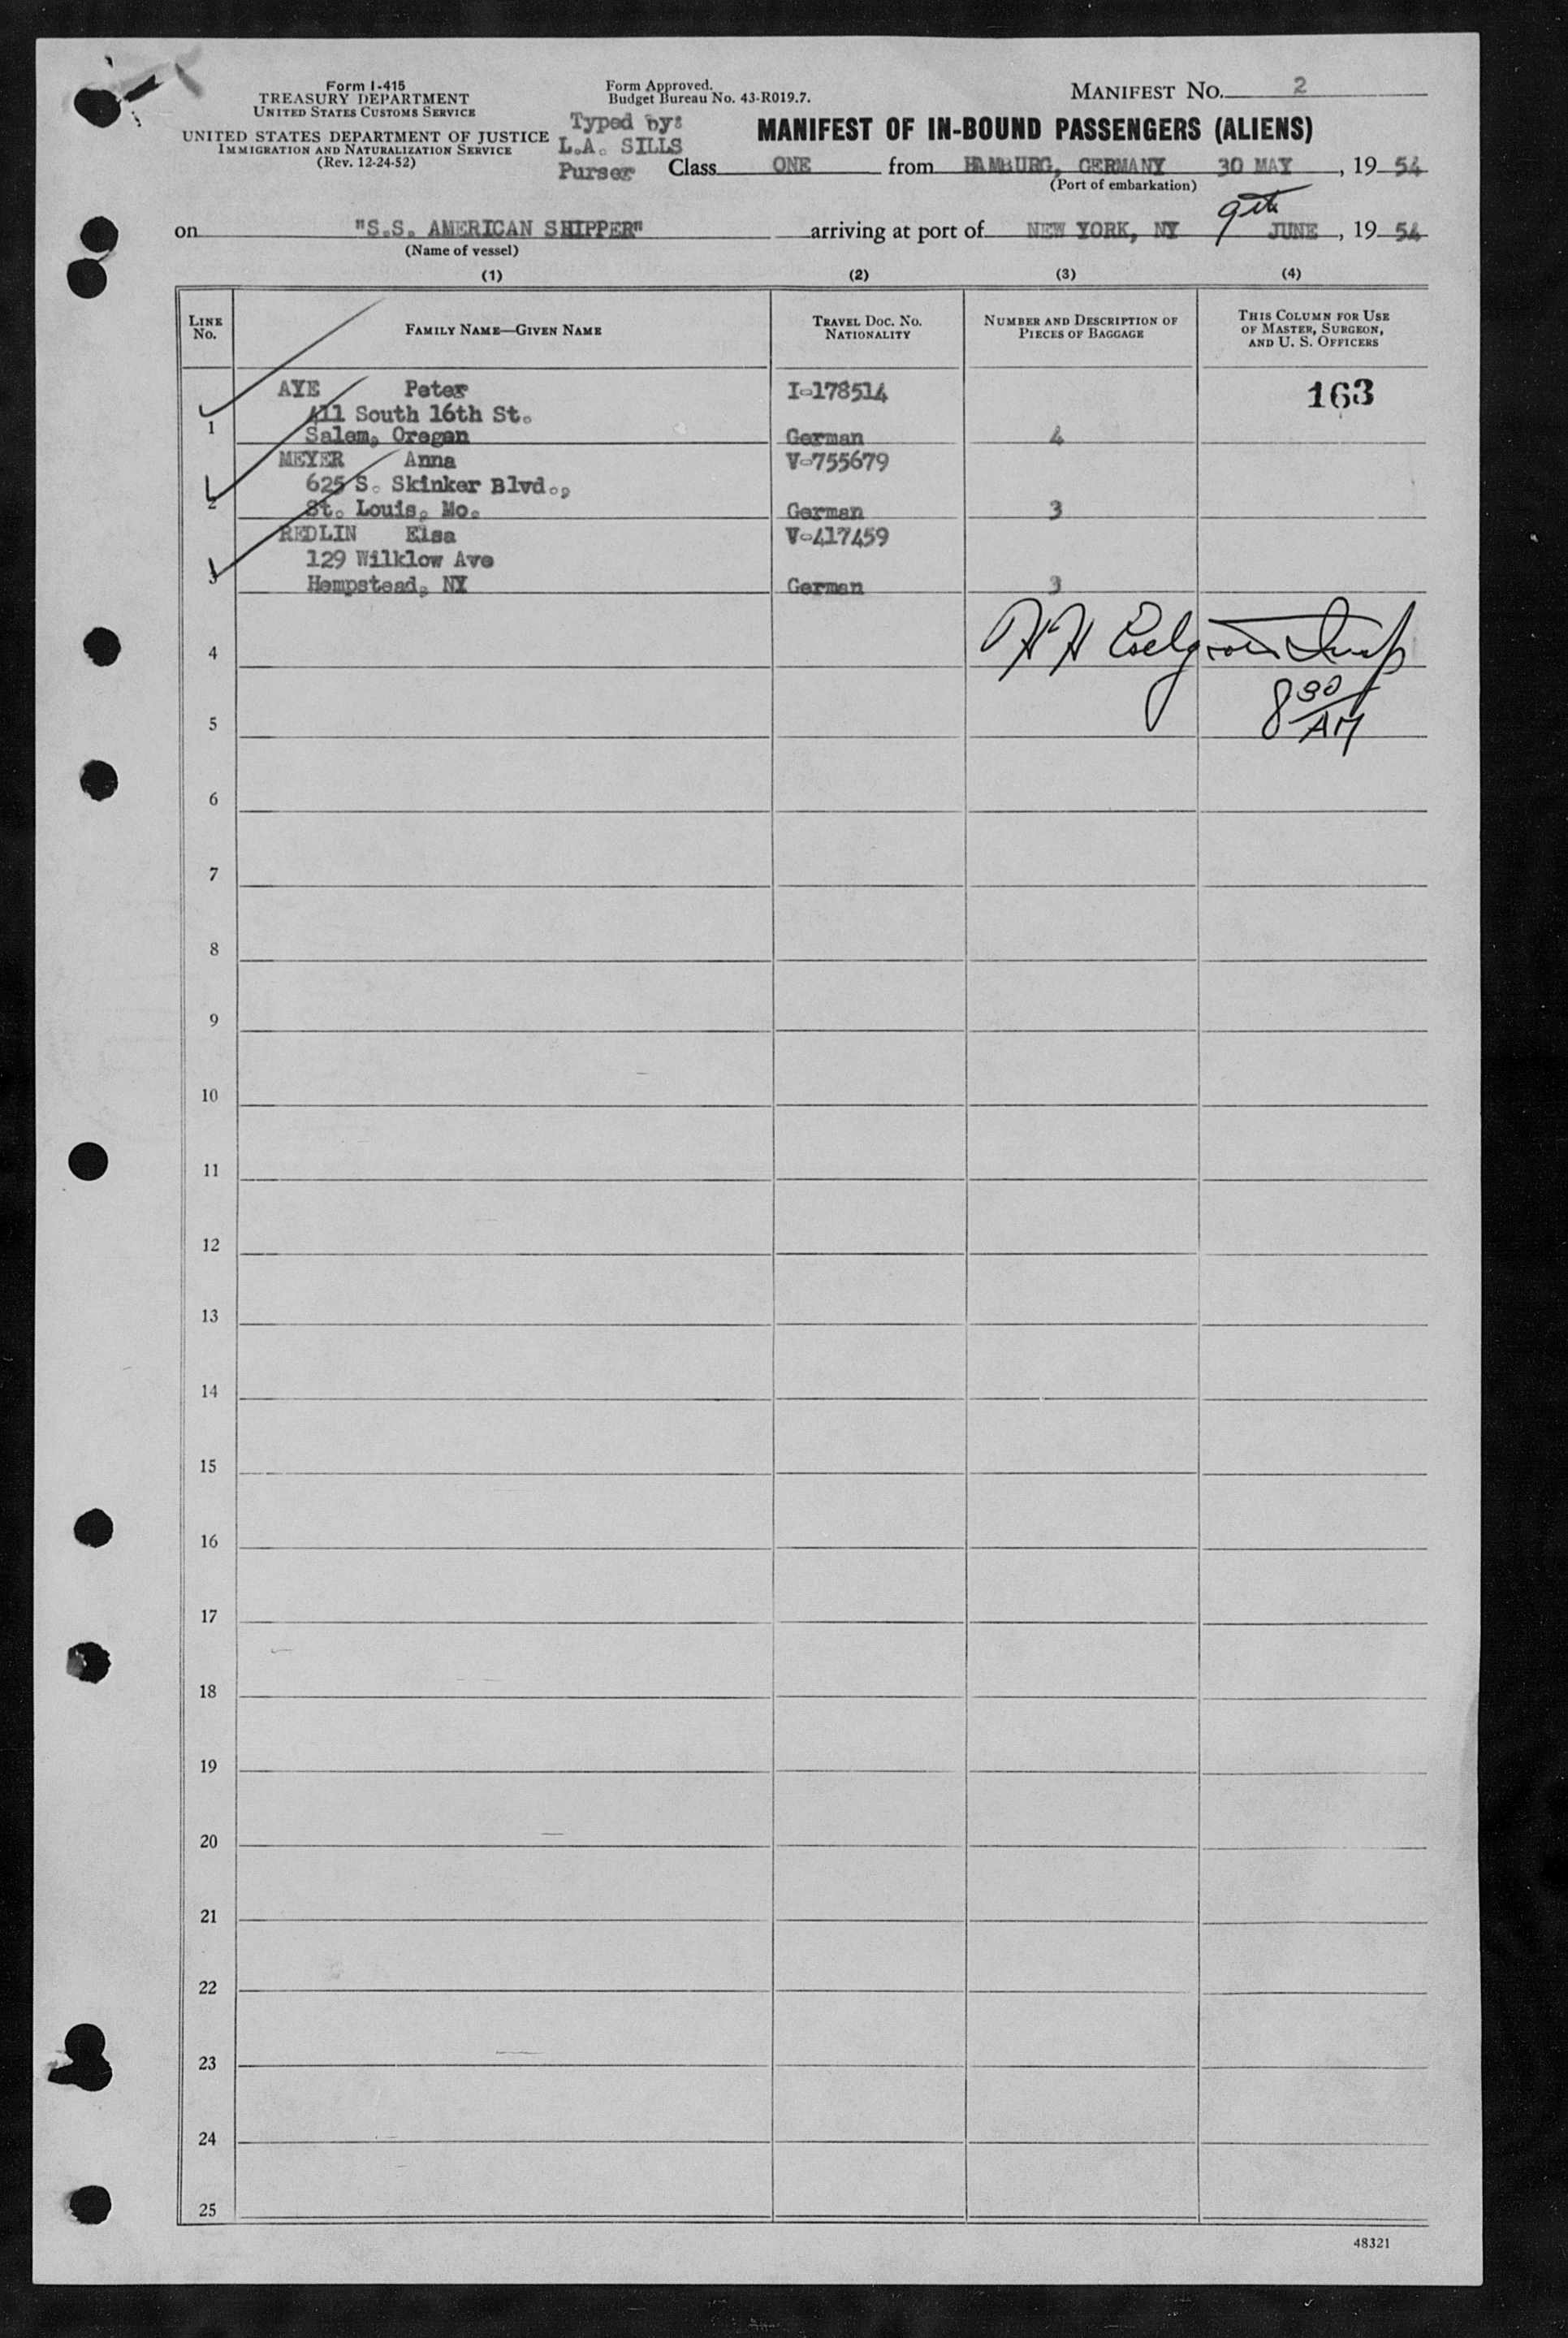 Form I-415
TREASURY DEPARTMENT
UNITED STATES CUSTOMS SERVICE
UNITED STATES DEPARTMENT OF JUSTICE
IMMIGRATION AND NATURALIZATION SERVICE
(Rev. 12-24-52)
Form Approved.
Budget Bureau No. 43-R019.7.
Typed by:
L.A. SILLS
Purser
MANIFEST No. 2
MANIFEST OF IN-BOUND PASSENGERS (ALIENS)
Class ONE from HAMBURG, GERMANY 30 MAY, 19 54
(Port of embarkation)
on "S.S. AMERICAN SHIPPER" arriving at port of NEW YORK, NY 9th JUNE, 19 54
(Name of vessel)
(1) (2) (3) (4)
LINE No. FAMILY NAME—GIVEN NAME TRAVEL DOC. NO. NATIONALITY NUMBER AND DESCRIPTION OF PIECES OF BAGGAGE THIS COLUMN FOR USE OF MASTER, SURGEON, AND U. S. OFFICERS
AYE Peter I-178514 163
411 South 16th St.
1 Salem, Oregon German 4
MEYER Anna V-755679
625 S. Skinker Blvd.,
2 St. Louis, Mo. German 3
REDLIN Elsa V-417459
129 Wilklow Ave
3 Hempstead, NY German 3
4 H H
5 8 30 AM
6
7
8
9
10
11
12
13
14
15
16
17
18
19
20
21
22
23
24
25
48321